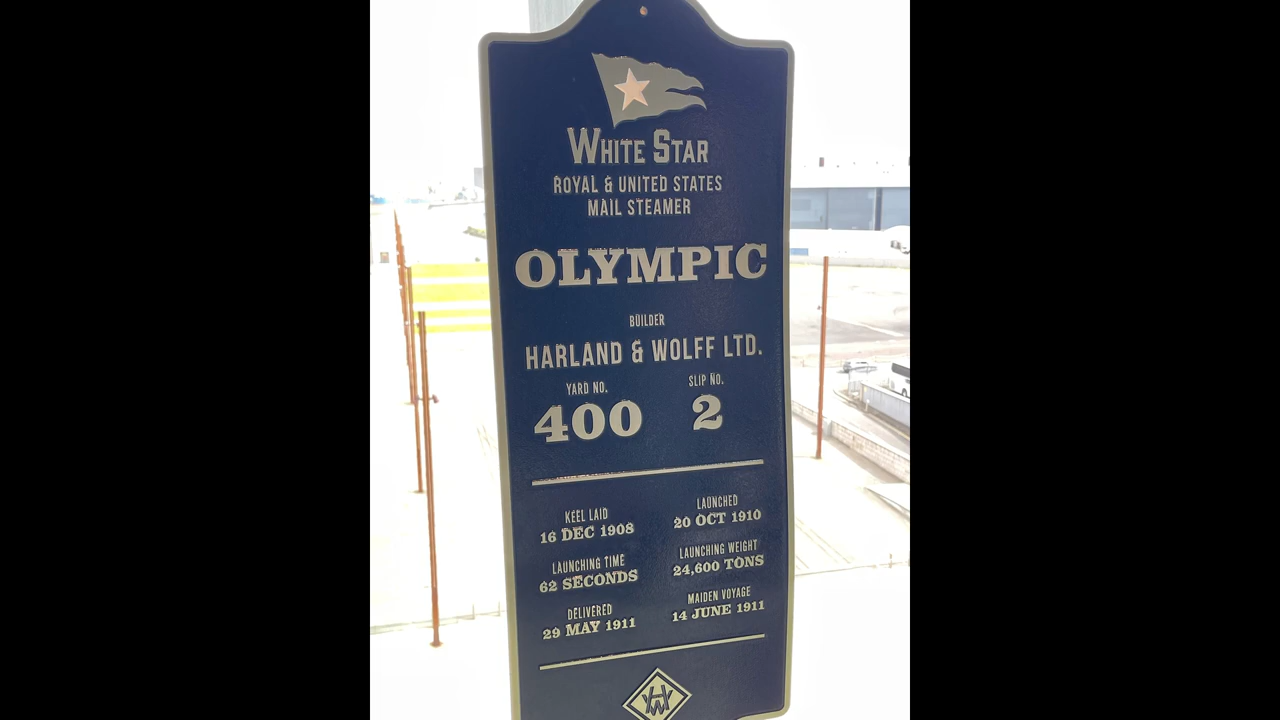 White Star
ROYAL & UNITED STATES
MAIL STEAMER
OLYMPIC
BUILDER
HARLAND & WOLFF LTD.
YARD NO. SLIP NO.
400 2
KEEL LAID LAUNCHED
16 DEC 1908 20 OCT 1910
LAUNCHING TIME LAUNCHING WEIGHT
62 SECONDS 24,600 TONS
DELIVERED MAIDEN VOYAGE
29 MAY 1911 14 JUNE 1911
HW